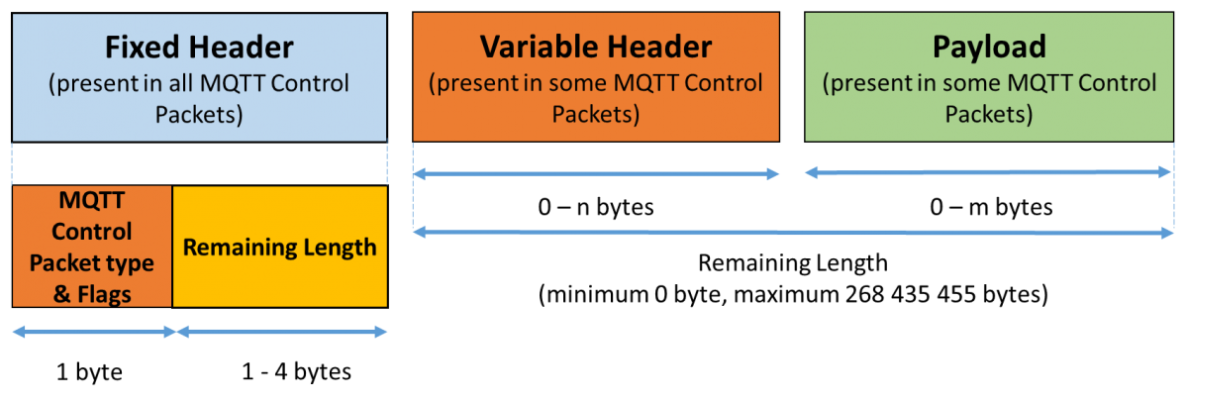 Fixed Header
(present in all MQTT Control
Packets)
Variable Header
(present in some MQTT Control
Packets)
Payload
(present in some MQTT Control
Packets)
MQTT
Control
Packet type
& Flags
Remaining Length
0 – n bytes
0 – m bytes
Remaining Length
(minimum 0 byte, maximum 268 435 455 bytes)
1 byte
1 - 4 bytes